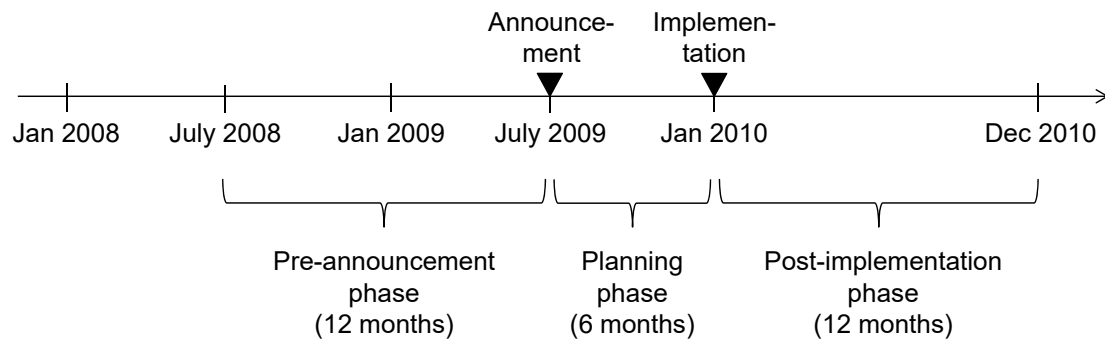 Announce-
ment
Implemen-
tation
Jan 2008
July 2008
Jan 2009
July 2009
Jan 2010
Dec 2010
Pre-announcement
phase
(12 months)
Planning
phase
(6 months)
Post-implementation
phase
(12 months)